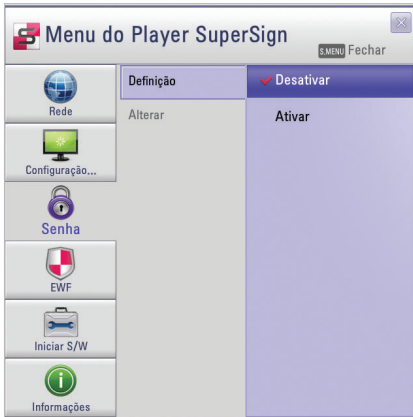 Menu do Player SuperSign
S.MENU Fechar
Rede
Configuração...
Senha
EWF
Iniciar S/W
Informações
Definição
Alterar
Desativar
Ativar